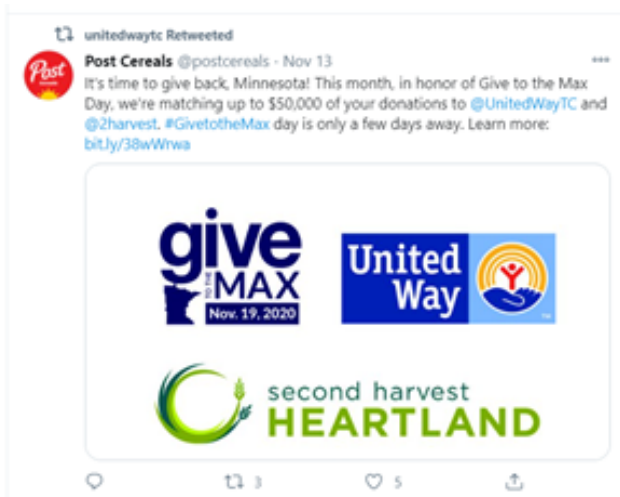 unitedwaytc Retweeted
Post Cereals @postcereals · Nov 13
Post
It's time to give back, Minnesota! This month, in honor of Give to the Max
Day, we're matching up to $50,000 of your donations to @UnitedWayTC and
@2harvest. #GivetotheMax day is only a few days away. Learn more:
bit.ly/38wWrwa
give
TO THE
MAX
Nov. 19, 2020
United
Way
TM
second harvest
HEARTLAND
3
5